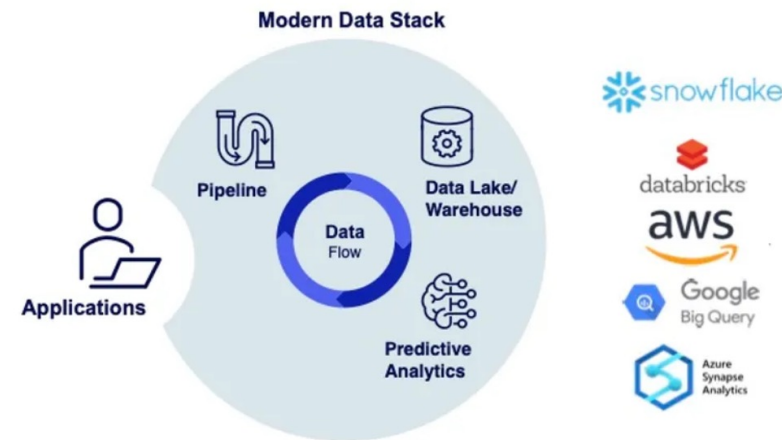 Modern Data Stack
Pipeline
Data Lake/
Warehouse
Data
Flow
Applications
Predictive
Analytics
snowflake
databricks
aws
Google
Big Query
Azure
Synapse
Analytics